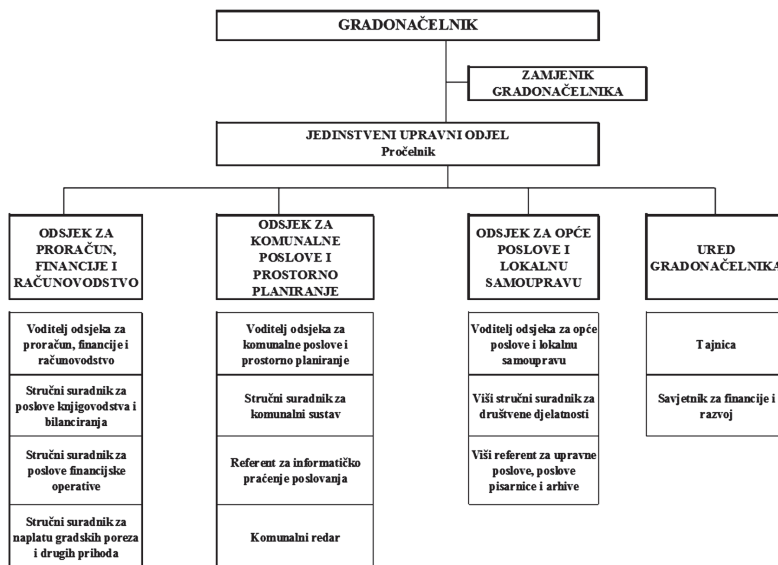 GRADONAČELNIK
ZAMJENIK
GRADONAČELNIKA
JEDINSTVENI UPRAVNI ODJEL
Pročelnik
ODSJEK ZA
PRORAČUN,
FINANCIJE I
RAČUNOVODSTVO
ODSJEK ZA
KOMUNALNE
POSLOVE I
PROSTORNO
PLANIRANJE
ODSJEK ZA OPĆE
POSLOVE I
LOKALNU
SAMOUPRAVU
URED
GRADONAČELNIKA
Voditelj odsjeka za
proračun, financije i
računovodstvo
Stručni suradnik za
poslove knjigovodstva i
bilanciranja
Stručni suradnik za
poslove financijske
operative
Stručni suradnik za
naplatu gradskih poreza
i drugih prihoda
Voditelj odsjeka za
komunalne poslove i
prostorno planiranje
Stručni suradnik za
komunalni sustav
Referent za informatičko
praćenje poslovanja
Komunalni redar
Voditelj odsjeka za opće
poslove i lokalnu
samoupravu
Viši stručni suradnik za
društvene djelatnosti
Viši referent za upravne
poslove, poslove
pisarnice i arhive
Tajnica
Savjetnik za financije i
razvoj